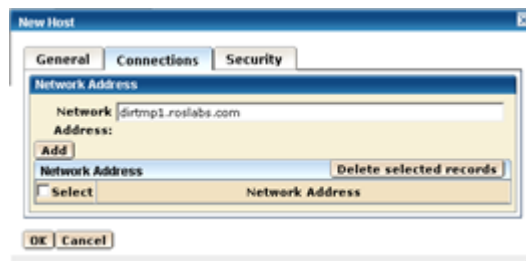 New Host
General Connections Security
Network Address
Network Address: dirtmp1.roslabs.com
Add
Network Address Delete selected records
Select Network Address
OK Cancel